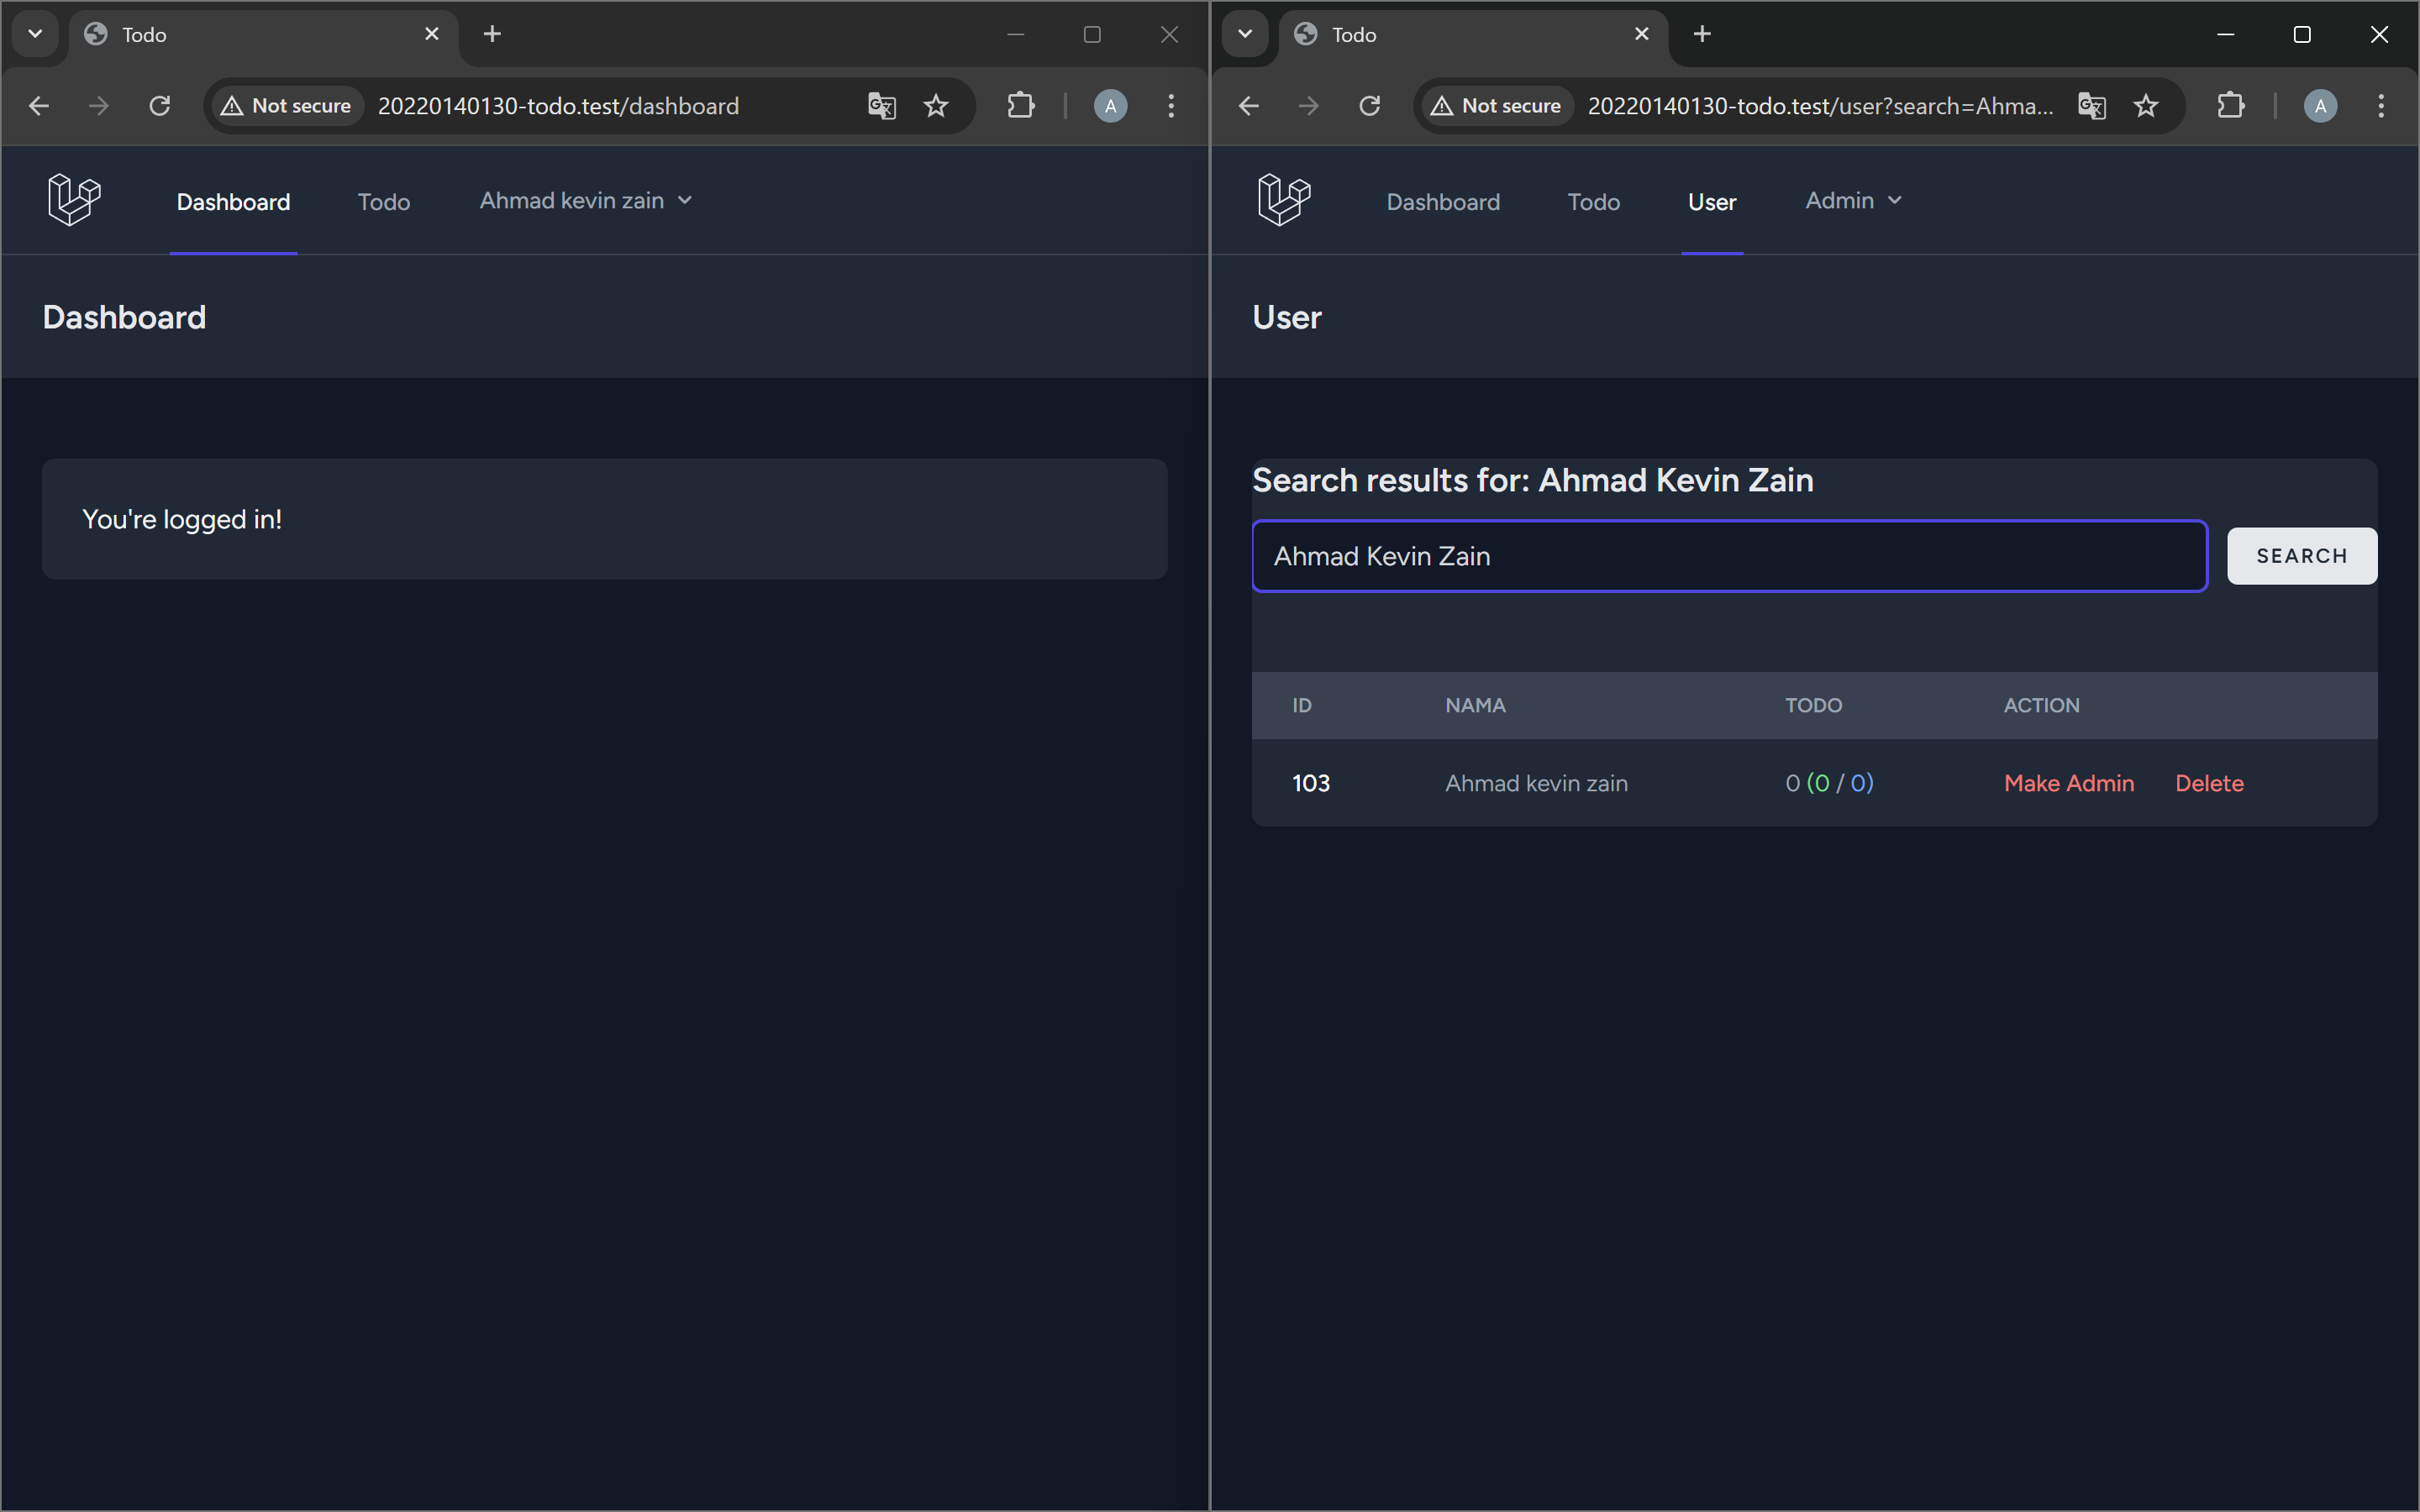 Todo
Not secure 20220140130-todo.test/dashboard A
Dashboard Todo Ahmad kevin zain
Dashboard
You're logged in!
Todo
Not secure 20220140130-todo.test/user?search=Ahma... A
Dashboard Todo User Admin
User
Search results for: Ahmad Kevin Zain
Ahmad Kevin Zain SEARCH
ID NAMA TODO ACTION
103 Ahmad kevin zain 0 (0 / 0) Make Admin Delete